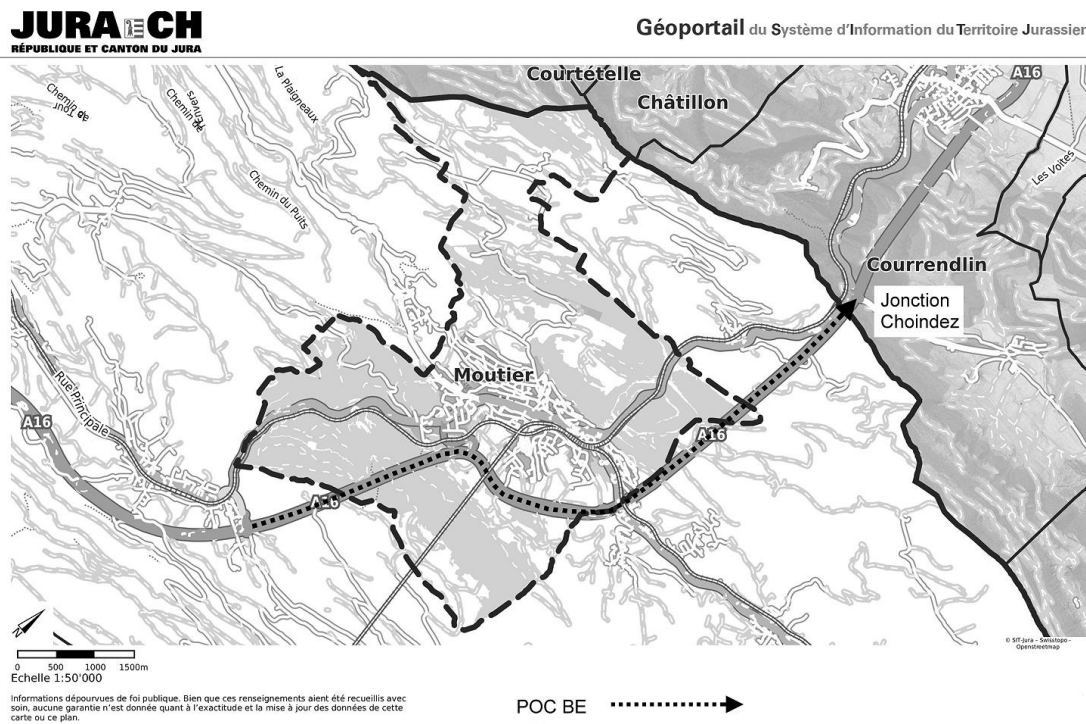 JURA CH
RÉPUBLIQUE ET CANTON DU JURA
Géoportail du Système d'Information du Territoire Jurassien
Courtételle
Châtillon
A16
La Plaigneaux
Chemin de
la Tour
Chemin de
l'Envers
Chemin du Puits
Les Voites
Courrendlin
Jonction
Choindez
Moutier
Rue Principale
A16
A16
A16
0 500 1000 1500m
Echelle 1:50'000
© SIT-Jura - Swisstopo -
Openstreetmap
Informations dépourvues de foi publique. Bien que ces renseignements aient été recueillis avec
soin, aucune garantie n'est donnée quant à l'exactitude et la mise à jour des données de cette
carte ou ce plan.
POC BE